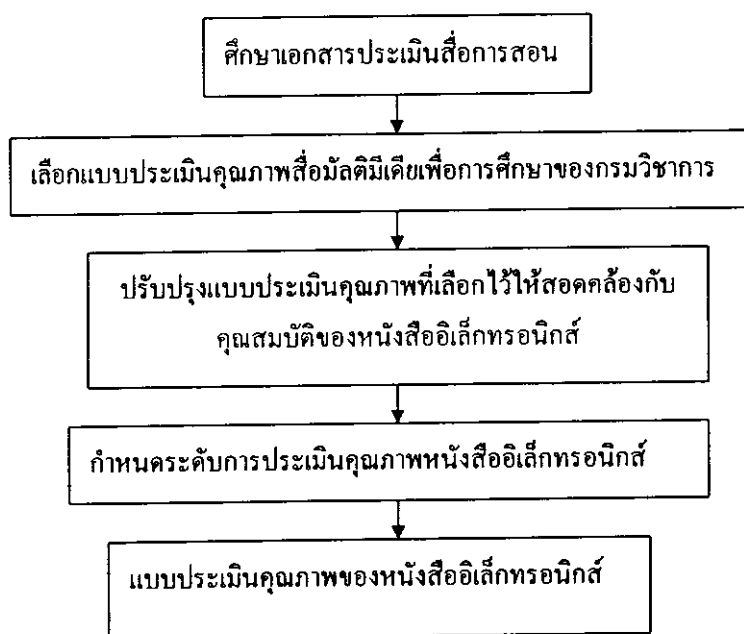 ศึกษาเอกสารประเมินสื่อการสอน
เลือกแบบประเมินคุณภาพสื่อมัลติมีเดียเพื่อการศึกษาของกรมวิชาการ
ปรับปรุงแบบประเมินคุณภาพที่เลือกไว้ให้สอดคล้องกับ
คุณสมบัติของหนังสืออิเล็กทรอนิกส์
กำหนดระดับการประเมินคุณภาพหนังสืออิเล็กทรอนิกส์
แบบประเมินคุณภาพของหนังสืออิเล็กทรอนิกส์